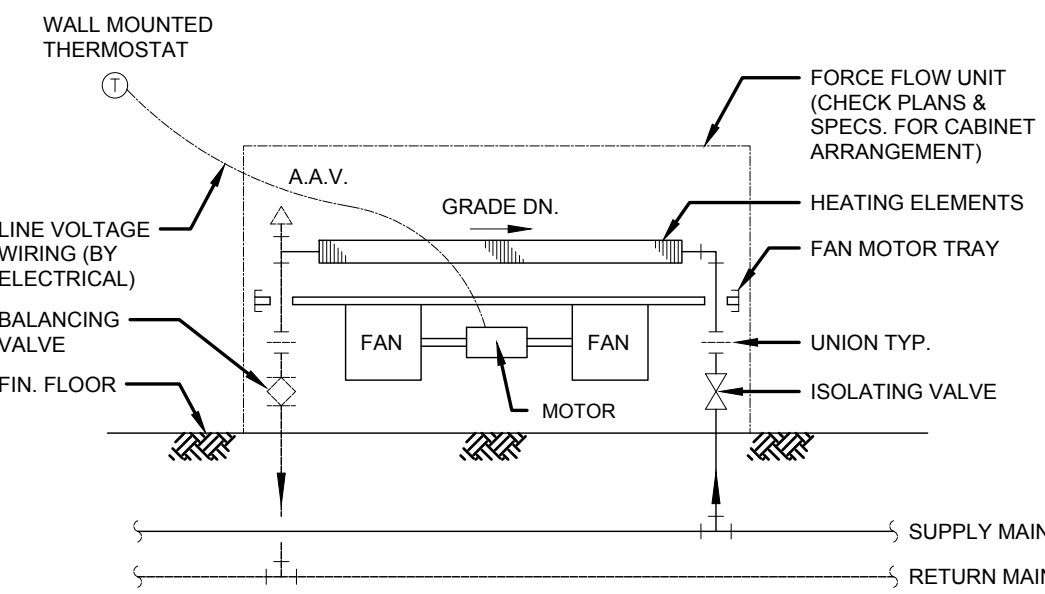 WALL MOUNTED
THERMOSTAT
T
FORCE FLOW UNIT
(CHECK PLANS &
SPECS. FOR CABINET
ARRANGEMENT)
A.A.V.
GRADE DN.
HEATING ELEMENTS
LINE VOLTAGE
WIRING (BY
ELECTRICAL)
FAN MOTOR TRAY
BALANCING
VALVE
FAN
FAN
UNION TYP.
FIN. FLOOR
MOTOR
ISOLATING VALVE
SUPPLY MAIN
RETURN MAIN